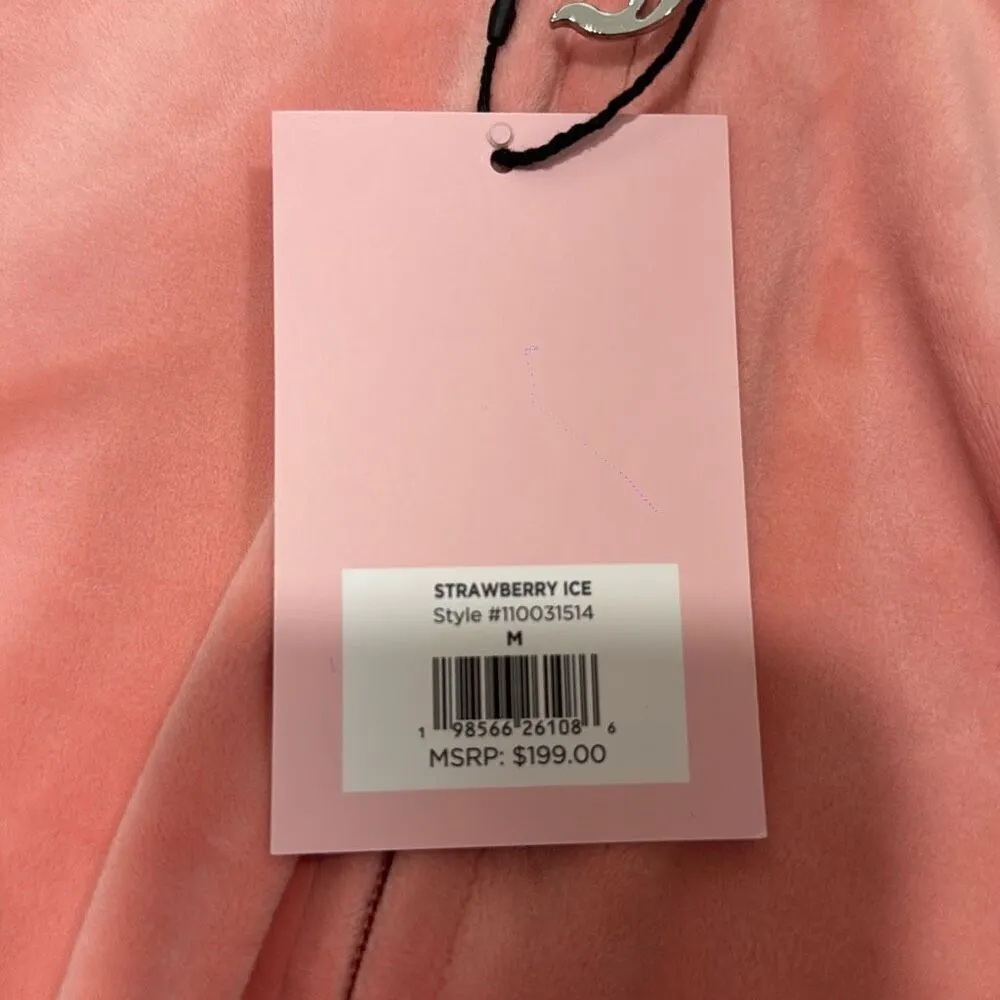 STRAWBERRY ICE
Style #110031514
M
1 98566 26108 6
MSRP: $199.00